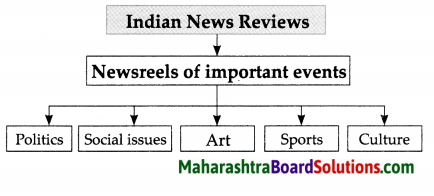 Indian News Reviews
Newsreels of important events
Politics Social issues Art Sports Culture
MaharashtraBoardSolutions.com